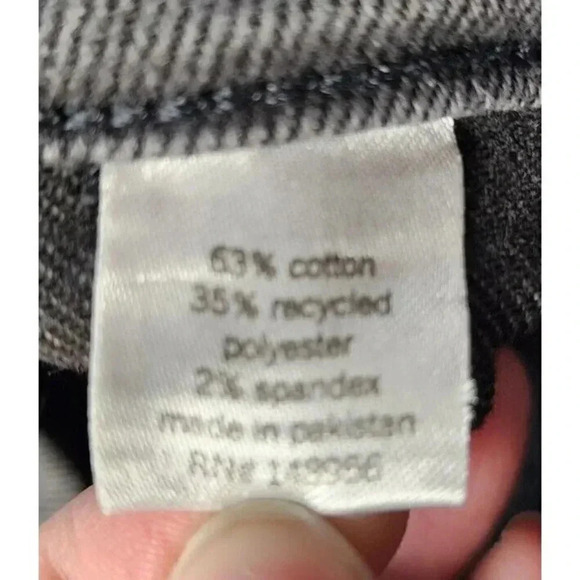 63% cotton
35% recycled
polyester
2% spandex
made in pakistan
RN# 149956